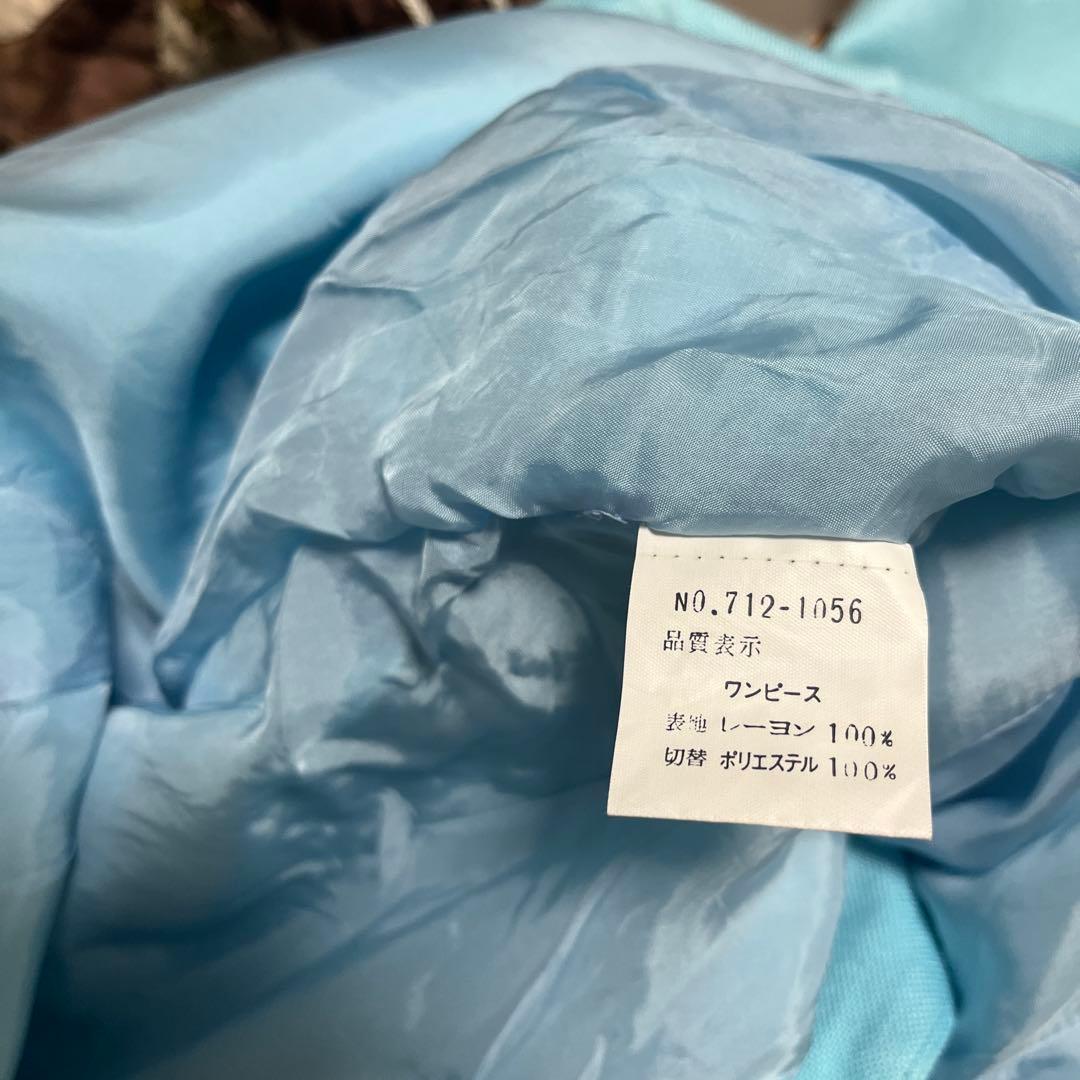 NO.712-1056
品質表示
ワンピース
表地 レーヨン 100%
切替 ポリエステル 100%